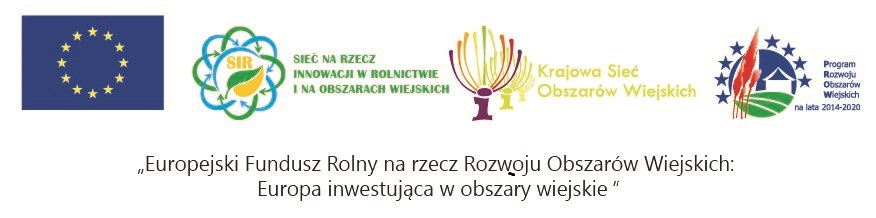 SIR
SIEĆ NA RZECZ
INNOWACJI W ROLNICTWIE
I NA OBSZARACH WIEJSKICH
Krajowa Sieć
Obszarów Wiejskich
Program
Rozwoju
Obszarów
Wiejskich
na lata 2014-2020
„Europejski Fundusz Rolny na rzecz Rozwoju Obszarów Wiejskich:
Europa inwestująca w obszary wiejskie “